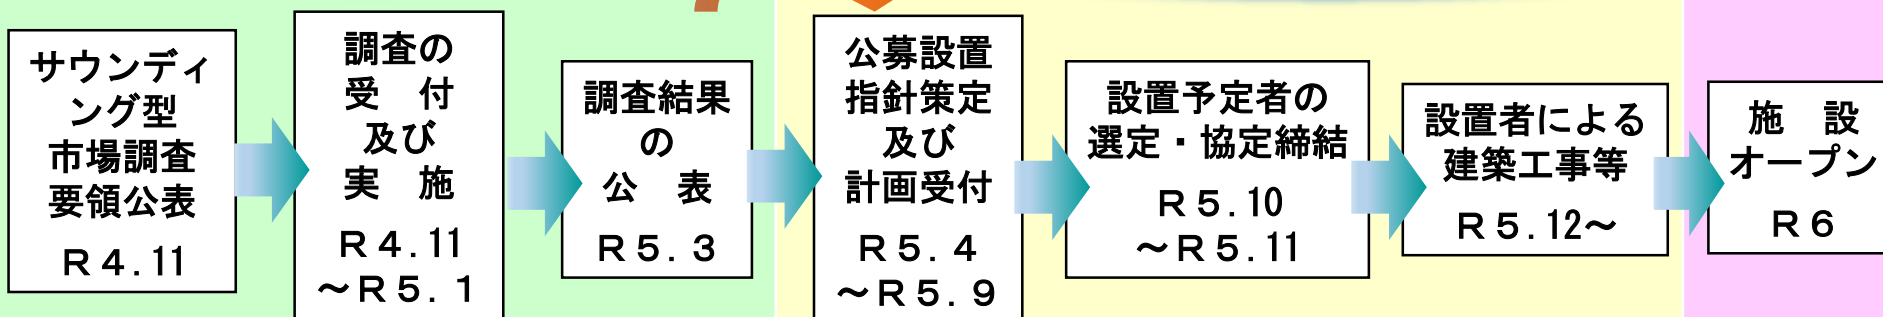 サウンディ
ング型
市場調査
要領公表
R4.11
調査の
受　付
及び
実　施
R4.11
～R5.1
調査結果
の
公　表
R5.3
公募設置
指針策定
及び
計画受付
R5.4
～R5.9
設置予定者の
選定・協定締結
R5.10
～R5.11
設置者による
建築工事等
R5.12～
施　設
オープン
R6